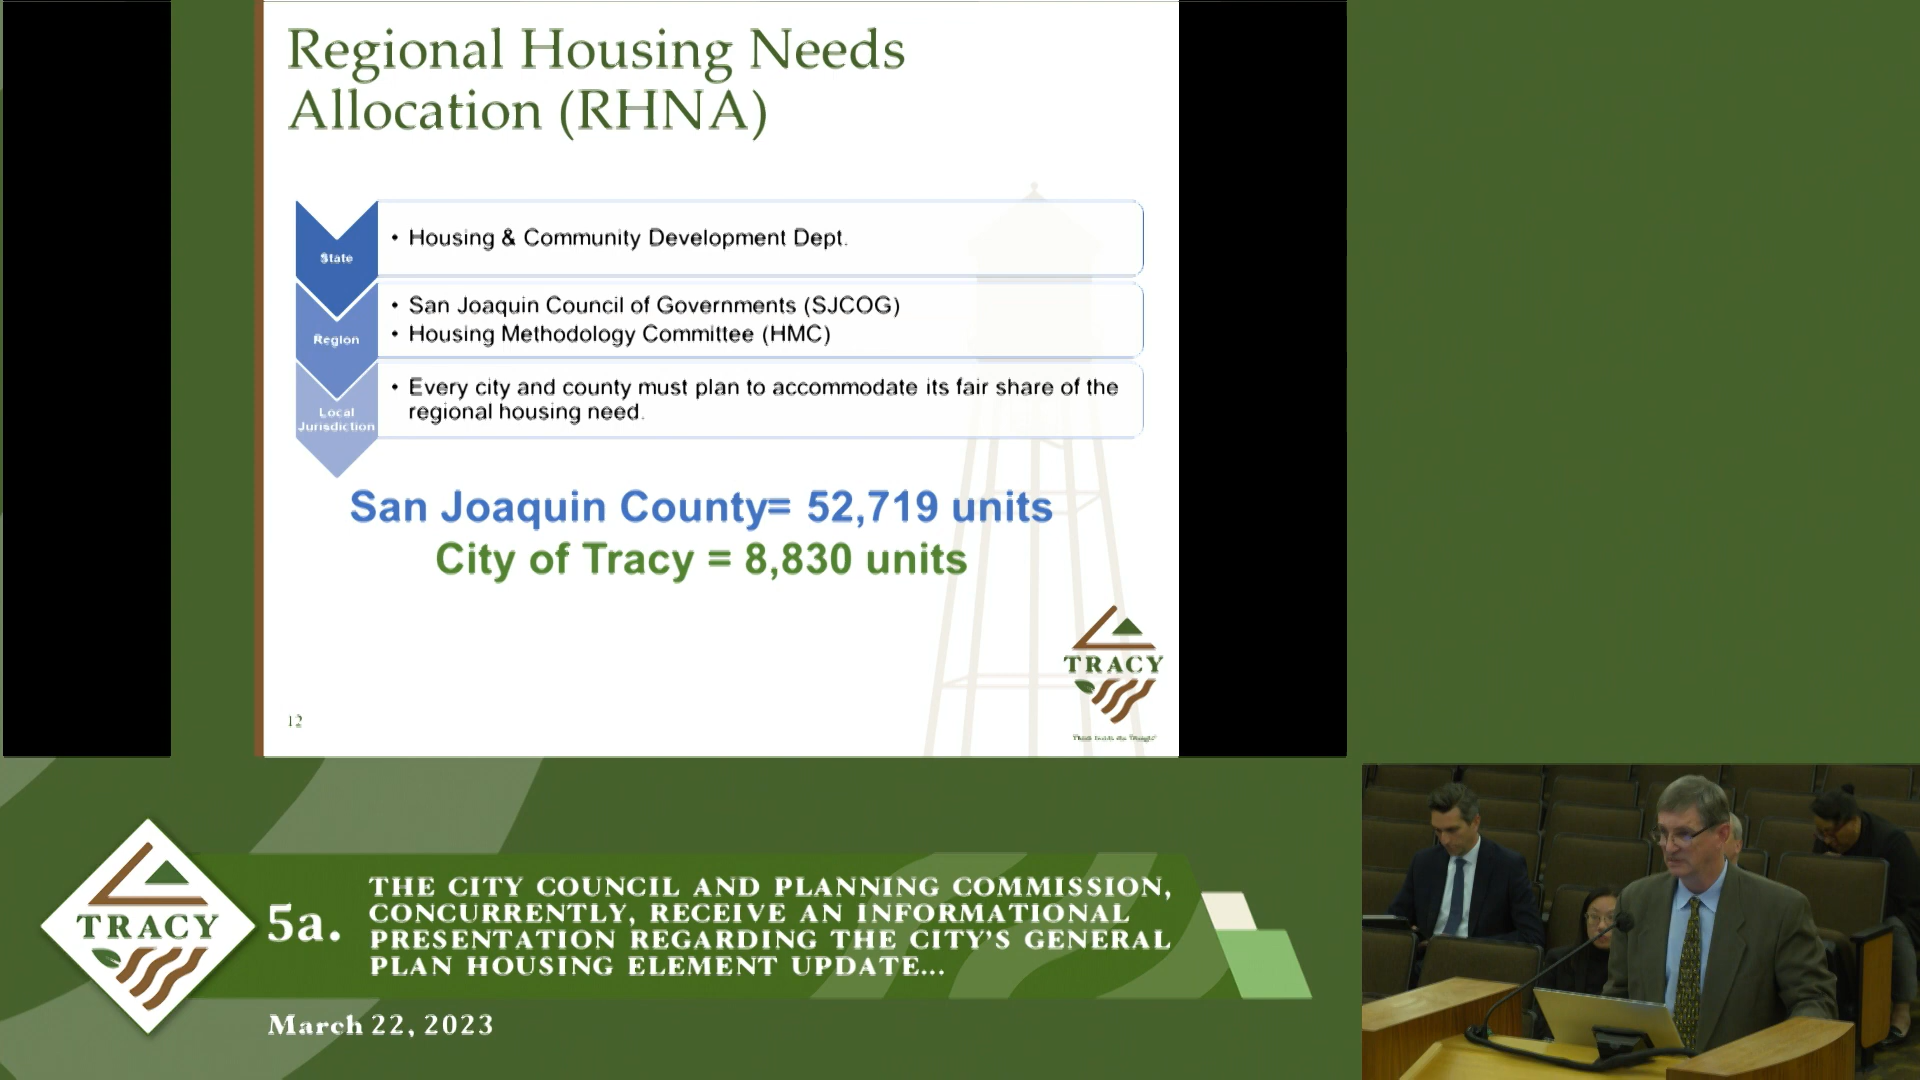 Regional Housing Needs
Allocation (RHNA)
State
• Housing & Community Development Dept.
Region
• San Joaquin Council of Governments (SJCOG)
• Housing Methodology Committee (HMC)
Local
Jurisdiction
• Every city and county must plan to accommodate its fair share of the
regional housing need.
San Joaquin County= 52,719 units
City of Tracy = 8,830 units
TRACY
12
TRACY
5a.
THE CITY COUNCIL AND PLANNING COMMISSION,
CONCURRENTLY, RECEIVE AN INFORMATIONAL
PRESENTATION REGARDING THE CITY'S GENERAL
PLAN HOUSING ELEMENT UPDATE...
March 22, 2023